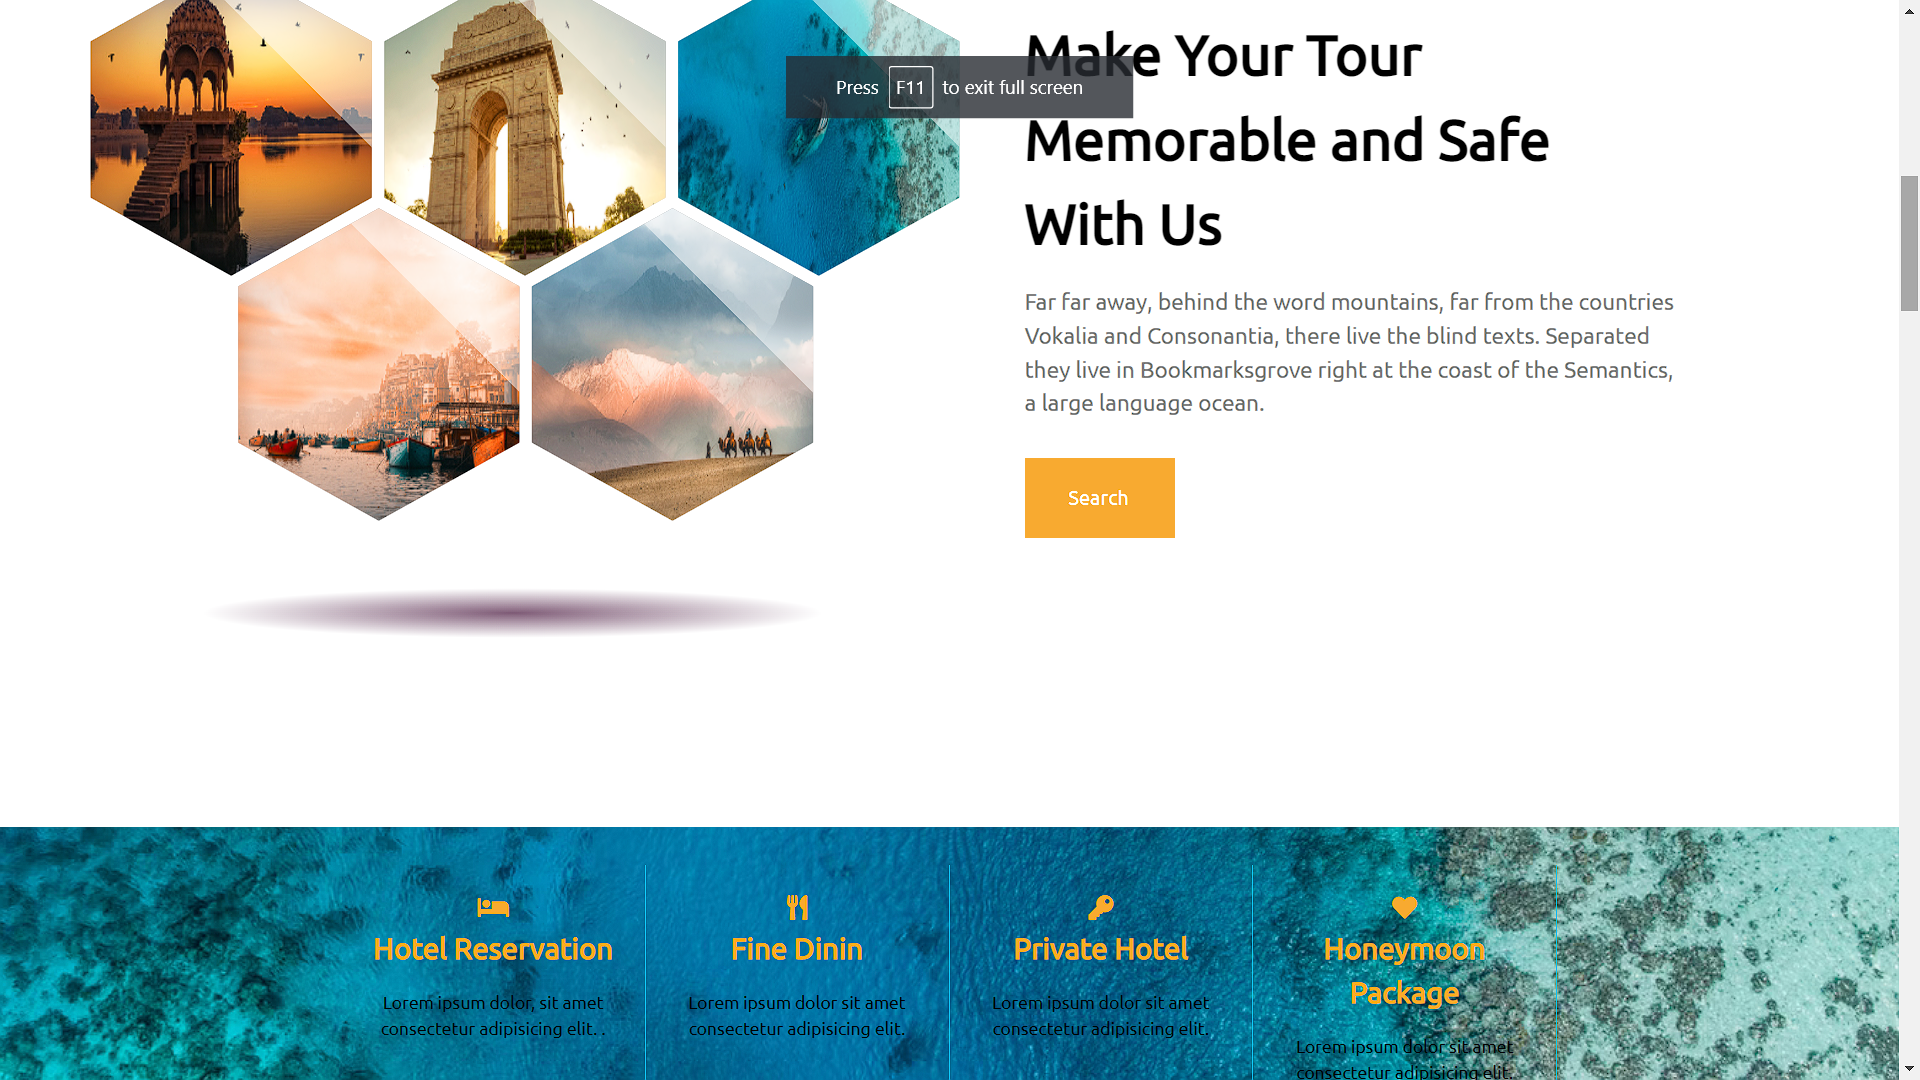 Press F11 to exit full screen
Make Your Tour
Memorable and Safe
With Us
Far far away, behind the word mountains, far from the countries
Vokalia and Consonantia, there live the blind texts. Separated
they live in Bookmarksgrove right at the coast of the Semantics,
a large language ocean.
Search
Hotel Reservation
Lorem ipsum dolor, sit amet
consectetur adipisicing elit. .
Fine Dinin
Lorem ipsum dolor sit amet
consectetur adipisicing elit.
Private Hotel
Lorem ipsum dolor sit amet
consectetur adipisicing elit.
Honeymoon
Package
Lorem ipsum dolor sit amet
consectetur adipisicing elit.